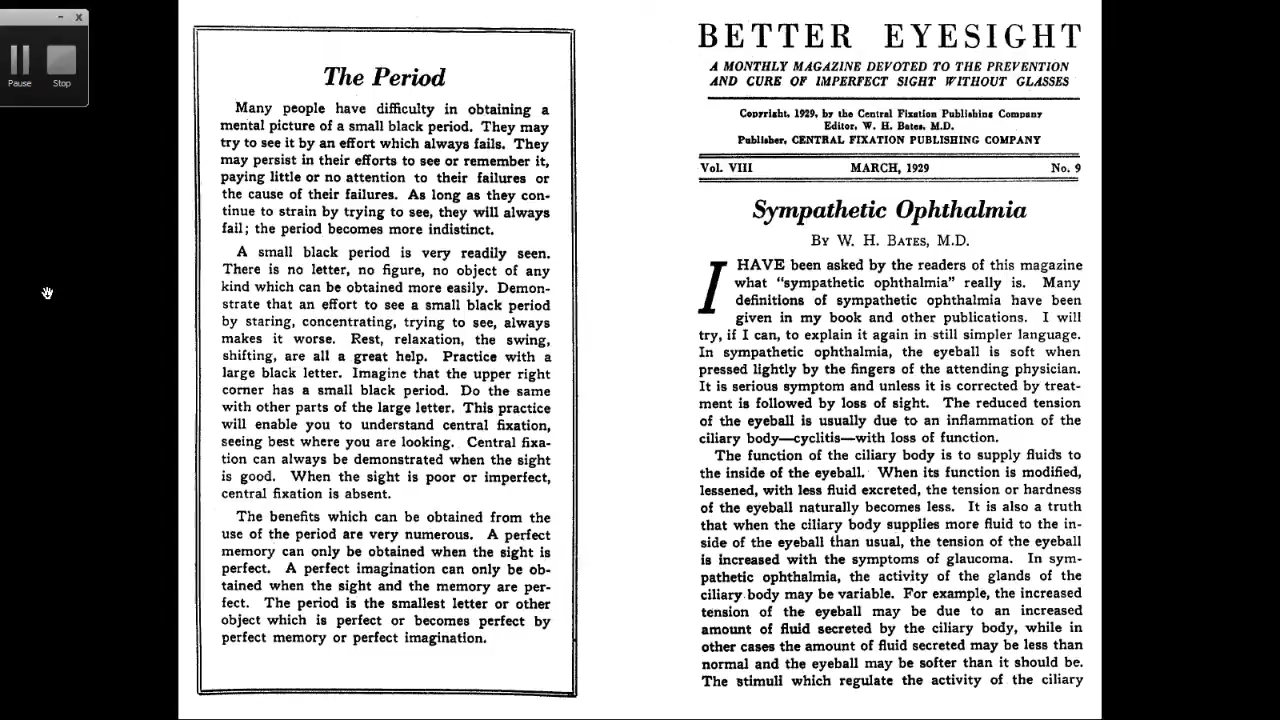 Pause
Stop
The Period
Many people have difficulty in obtaining a
mental picture of a small black period. They may
try to see it by an effort which always fails. They
may persist in their efforts to see or remember it,
paying little or no attention to their failures or
the cause of their failures. As long as they con-
tinue to strain by trying to see, they will always
fail; the period becomes more indistinct.
A small black period is very readily seen.
There is no letter, no figure, no object of any
kind which can be obtained more easily. Demon-
strate that an effort to see a small black period
by staring, concentrating, trying to see, always
makes it worse. Rest, relaxation, the swing,
shifting, are all a great help. Practice with a
large black letter. Imagine that the upper right
corner has a small black period. Do the same
with other parts of the large letter. This practice
will enable you to understand central fixation,
seeing best where you are looking. Central fixa-
tion can always be demonstrated when the sight
is good. When the sight is poor or imperfect,
central fixation is absent.
The benefits which can be obtained from the
use of the period are very numerous. A perfect
memory can only be obtained when the sight is
perfect. A perfect imagination can only be ob-
tained when the sight and the memory are per-
fect. The period is the smallest letter or other
object which is perfect or becomes perfect by
perfect memory or perfect imagination.
BETTER EYESIGHT
A MONTHLY MAGAZINE DEVOTED TO THE PREVENTION
AND CURE OF IMPERFECT SIGHT WITHOUT GLASSES
Copyright, 1929, by the Central Fixation Publishing Company
Editor, W. H. Bates, M.D.
Publisher, CENTRAL FIXATION PUBLISHING COMPANY
Vol. VIII MARCH, 1929 No. 9
Sympathetic Ophthalmia
By W. H. Bates, M.D.
I HAVE been asked by the readers of this magazine
what "sympathetic ophthalmia" really is. Many
definitions of sympathetic ophthalmia have been
given in my book and other publications. I will
try, if I can, to explain it again in still simpler language.
In sympathetic ophthalmia, the eyeball is soft when
pressed lightly by the fingers of the attending physician.
It is serious symptom and unless it is corrected by treat-
ment is followed by loss of sight. The reduced tension
of the eyeball is usually due to an inflammation of the
ciliary body—cyclitis—with loss of function.
The function of the ciliary body is to supply fluids to
the inside of the eyeball. When its function is modified,
lessened, with less fluid excreted, the tension or hardness
of the eyeball naturally becomes less. It is also a truth
that when the ciliary body supplies more fluid to the in-
side of the eyeball than usual, the tension of the eyeball
is increased with the symptoms of glaucoma. In sym-
pathetic ophthalmia, the activity of the glands of the
ciliary body may be variable. For example, the increased
tension of the eyeball may be due to an increased
amount of fluid secreted by the ciliary body, while in
other cases the amount of fluid secreted may be less than
normal and the eyeball may be softer than it should be.
The stimuli which regulate the activity of the ciliary